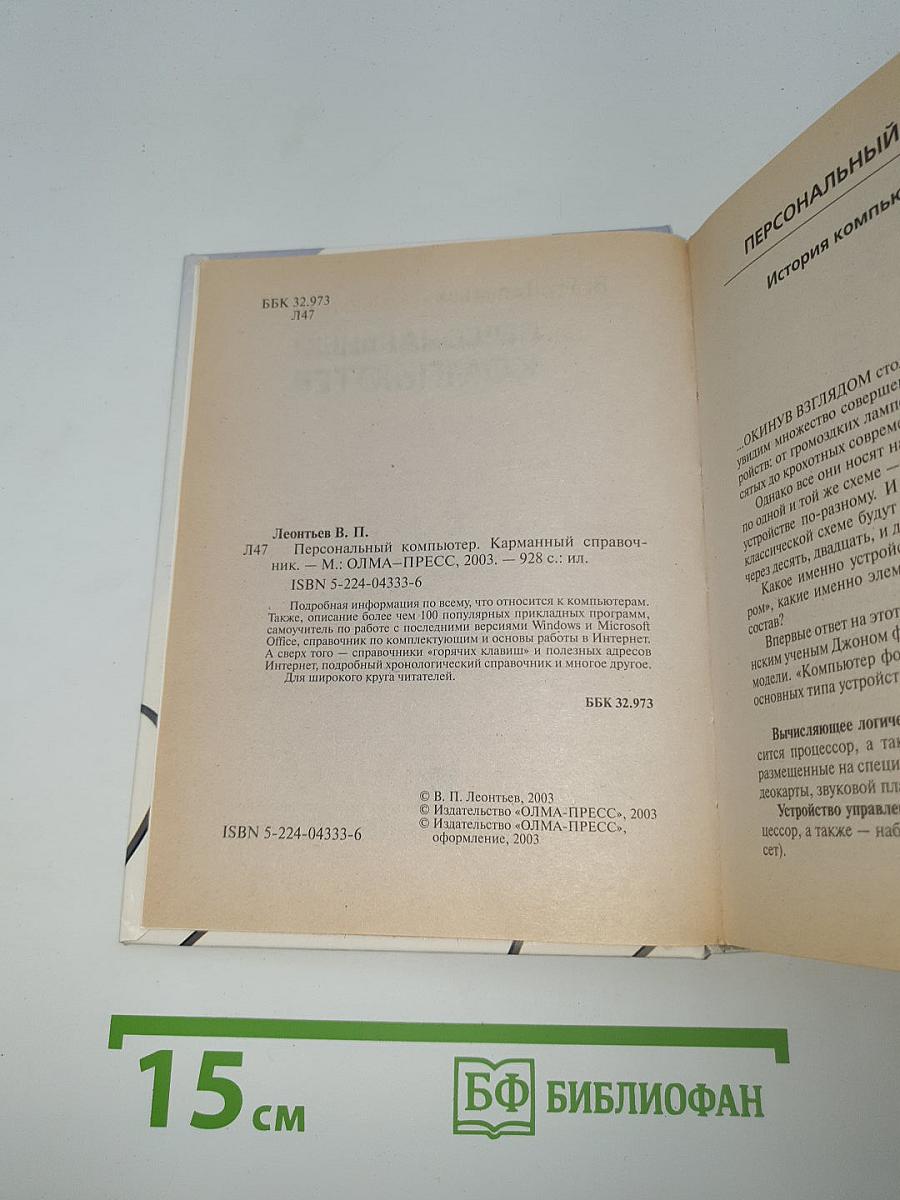 ББК 32.973
Л47
Леонтьев В. П.
Л47 Персональный компьютер. Карманный справоч-
ник. — М.: ОЛМА–ПРЕСС, 2003. — 928 с.: ил.
ISBN 5-224-04333-6
Подробная информация по всему, что относится к компьютерам.
Также, описание более чем 100 популярных прикладных программ,
самоучитель по работе с последними версиями Windows и Microsoft
Office, справочник по комплектующим и основы работы в Интернет.
А сверх того — справочники "горячих клавиш" и полезных адресов
Интернет, подробный хронологический справочник и многое другое.
Для широкого круга читателей.
ББК 32.973
ISBN 5-224-04333-6
© В. П. Леонтьев, 2003
© Издательство «ОЛМА-ПРЕСС», 2003
© Издательство «ОЛМА-ПРЕСС»,
оформление, 2003
ПЕРСОНАЛЬНЫЙ
История компью
...ОКИНУВ ВЗГЛЯДОМ сто
увидим множество соверше
ройств: от громоздких ламп
сятых до крохотных совреме
Однако все они носят на
по одной и той же схеме —
устройстве по-разному. И
классической схеме будут
через десять, двадцать, и д
Какое именно устройс
ром», какие именно элем
состав?
Впервые ответ на этот
нским ученым Джоном ф
модели. «Компьютер фо
основных типа устройст
Вычисляющее логиче
сится процессор, а так
размещенные на специ
деокарты, звуковой пла
Устройство управлен
цессор, а также — наб
сет).
15 см
БФ БИБЛИОФАН